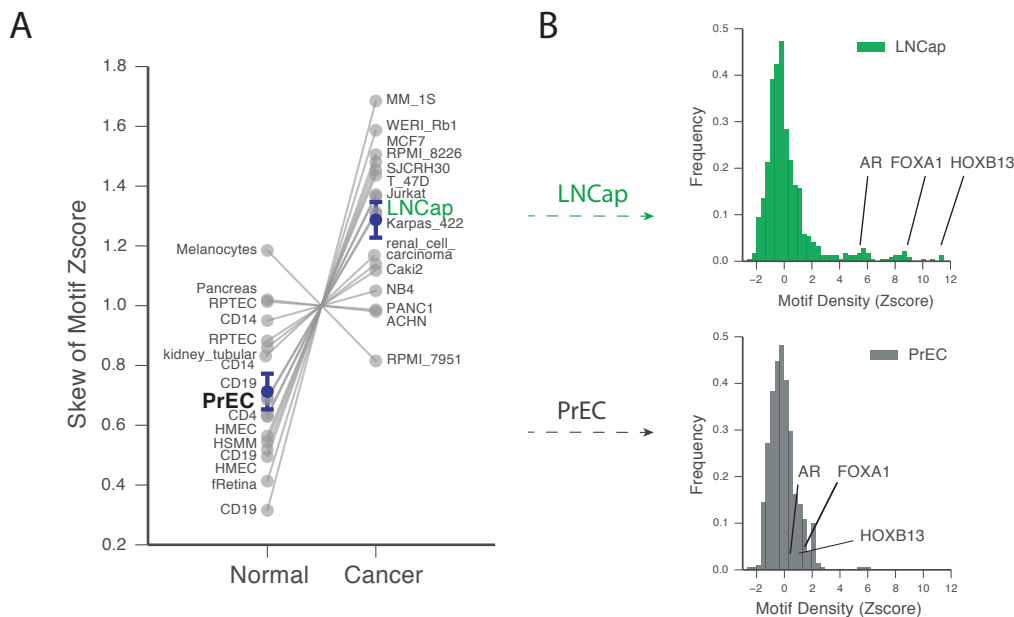 A
Skew of Motif Zscore
1.8
1.6
1.4
1.2
1.0
0.8
0.6
0.4
0.2
Melanocytes
Pancreas
RPTEC
CD14
RPTEC
kidney_tubular
CD14
CD19
PrEC
CD4
HMEC
HSMM
CD19
HMEC
fRetina
CD19
MM_1S
WERI_Rb1
MCF7
RPMI_8226
SJCRH30
T_47D
Jurkat
LNCap
Karpas_422
renal_cell_
carcinoma
Caki2
NB4
PANC1
ACHN
RPMI_7951
Normal
Cancer
B
LNCap
PrEC
0.5
0.4
0.3
0.2
0.1
0.0
Frequency
LNCap
AR
FOXA1
HOXB13
−2 0 2 4 6 8 10 12
Motif Density (Zscore)
0.5
0.4
0.3
0.2
0.1
0.0
Frequency
PrEC
AR
FOXA1
HOXB13
−2 0 2 4 6 8 10 12
Motif Density (Zscore)